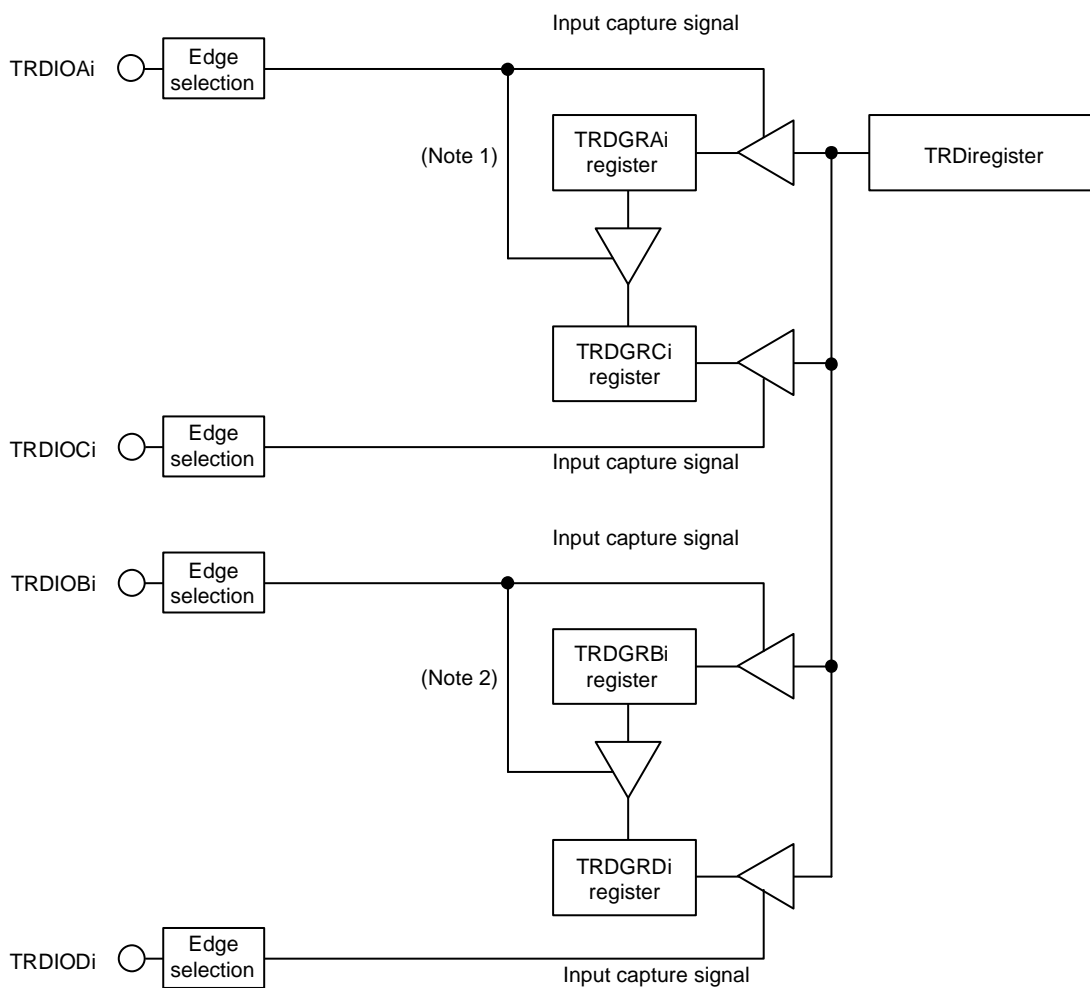 Input capture signal
TRDIOAi
Edge
selection
(Note 1)
TRDGRAi
register
TRDiregister
TRDGRCi
register
TRDIOCi
Edge
selection
Input capture signal
Input capture signal
TRDIOBi
Edge
selection
(Note 2)
TRDGRBi
register
TRDGRDi
register
TRDIODi
Edge
selection
Input capture signal